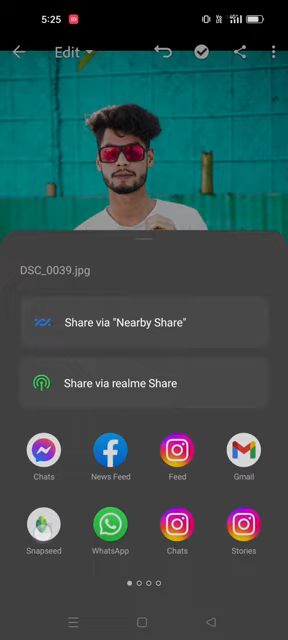 5:25
Edit
DSC_0039.jpg
Share via "Nearby Share"
Share via realme Share
Chats
News Feed
Feed
Gmail
Snapseed
WhatsApp
Chats
Stories